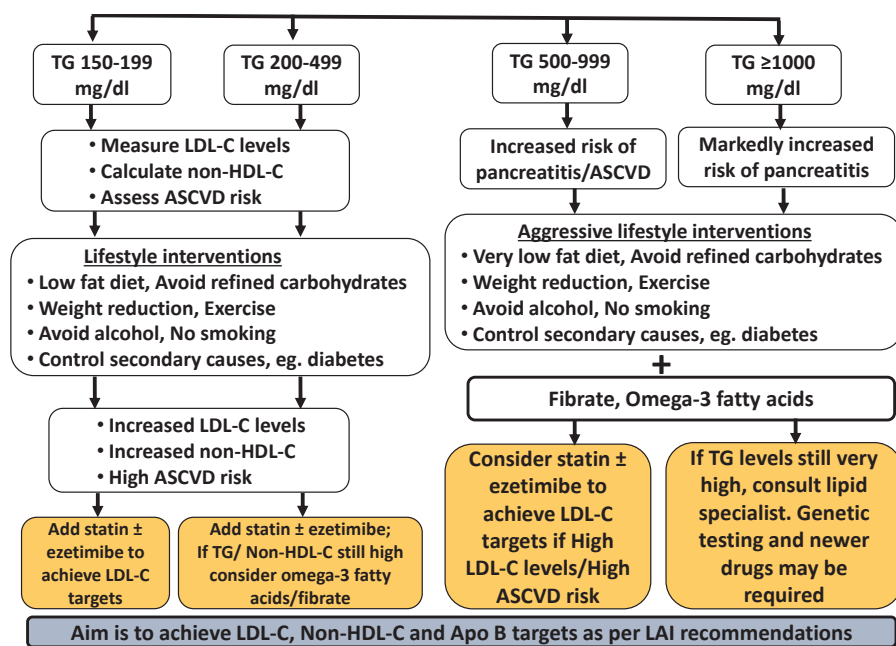 TG 150-199
mg/dl
TG 200-499
mg/dl
TG 500-999
mg/dl
TG ≥1000
mg/dl
• Measure LDL-C levels
• Calculate non-HDL-C
• Assess ASCVD risk
Increased risk of
pancreatitis/ASCVD
Markedly increased
risk of pancreatitis
Lifestyle interventions
• Low fat diet, Avoid refined carbohydrates
• Weight reduction, Exercise
• Avoid alcohol, No smoking
• Control secondary causes, eg. diabetes
Aggressive lifestyle interventions
• Very low fat diet, Avoid refined carbohydrates
• Weight reduction, Exercise
• Avoid alcohol, No smoking
• Control secondary causes, eg. diabetes
+
Fibrate, Omega-3 fatty acids
• Increased LDL-C levels
• Increased non-HDL-C
• High ASCVD risk
Add statin ±
ezetimibe to
achieve LDL-C
targets
Add statin ± ezetimibe;
If TG/ Non-HDL-C still high
consider omega-3 fatty
acids/fibrate
Consider statin ±
ezetimibe to
achieve LDL-C
targets if High
LDL-C levels/High
ASCVD risk
If TG levels still very
high, consult lipid
specialist. Genetic
testing and newer
drugs may be
required
Aim is to achieve LDL-C, Non-HDL-C and Apo B targets as per LAI recommendations